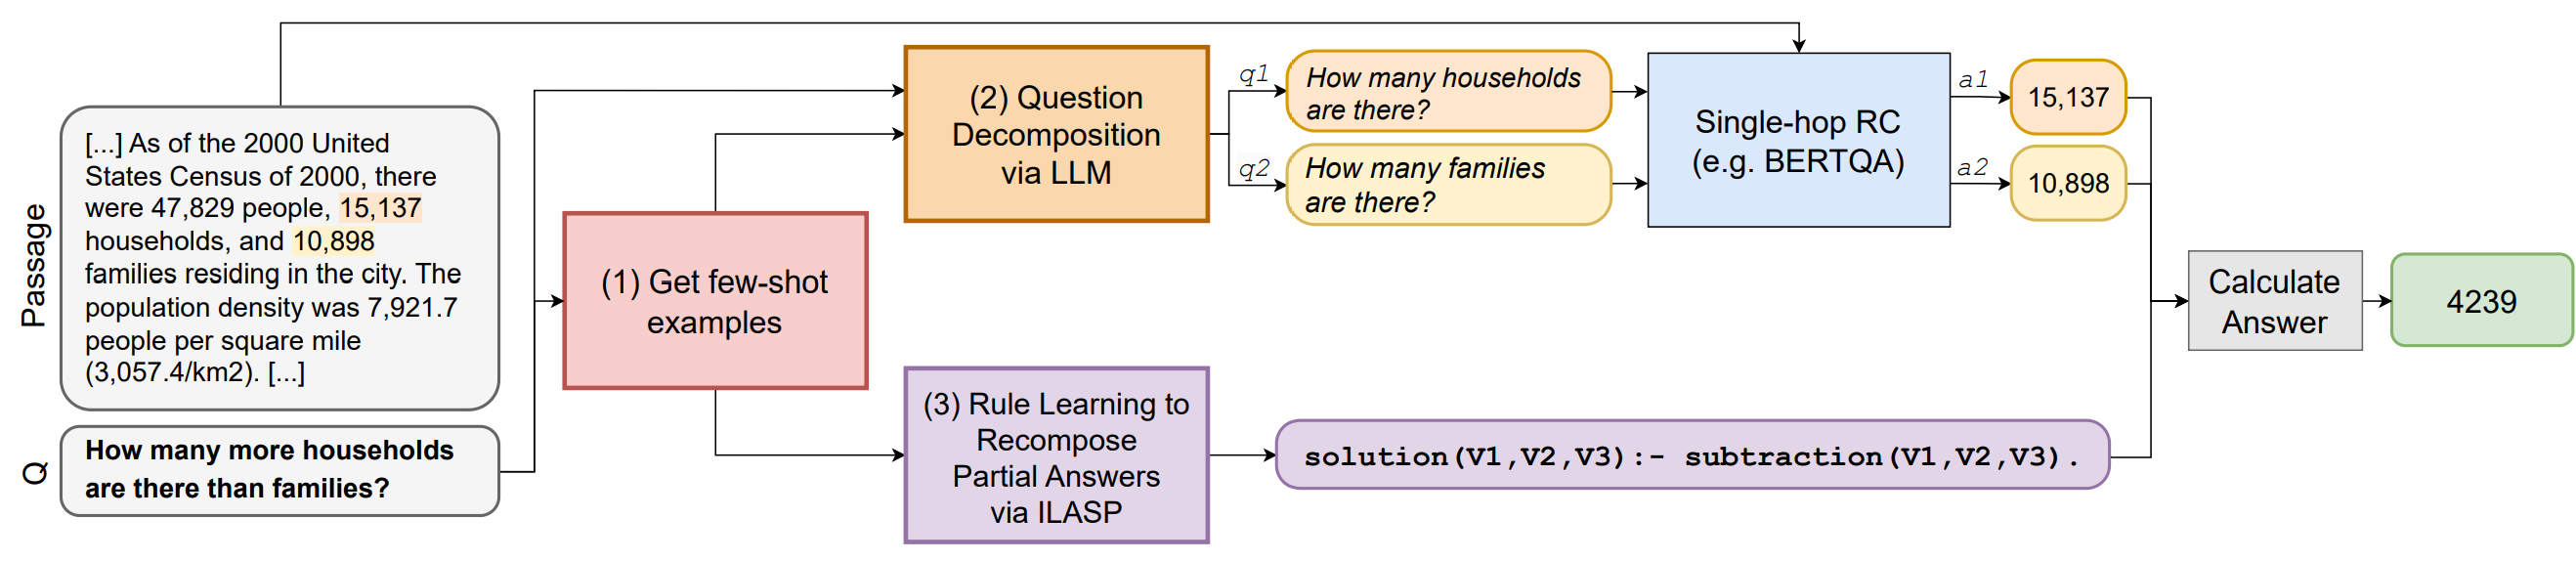 Passage
[...] As of the 2000 United
States Census of 2000, there
were 47,829 people, 15,137
households, and 10,898
families residing in the city. The
population density was 7,921.7
people per square mile
(3,057.4/km2). [...]
Q
How many more households
are there than families?
(1) Get few-shot
examples
(2) Question
Decomposition
via LLM
q1
How many households
are there?
q2
How many families
are there?
Single-hop RC
(e.g. BERTQA)
a1
15,137
a2
10,898
(3) Rule Learning to
Recompose
Partial Answers
via ILASP
solution(V1,V2,V3):- subtraction(V1,V2,V3).
Calculate
Answer
4239